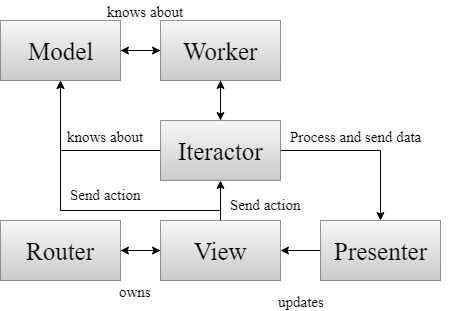 knows about
Model
Worker
knows about
Iteractor
Process and send data
Send action
Send action
Router
View
Presenter
owns
updates